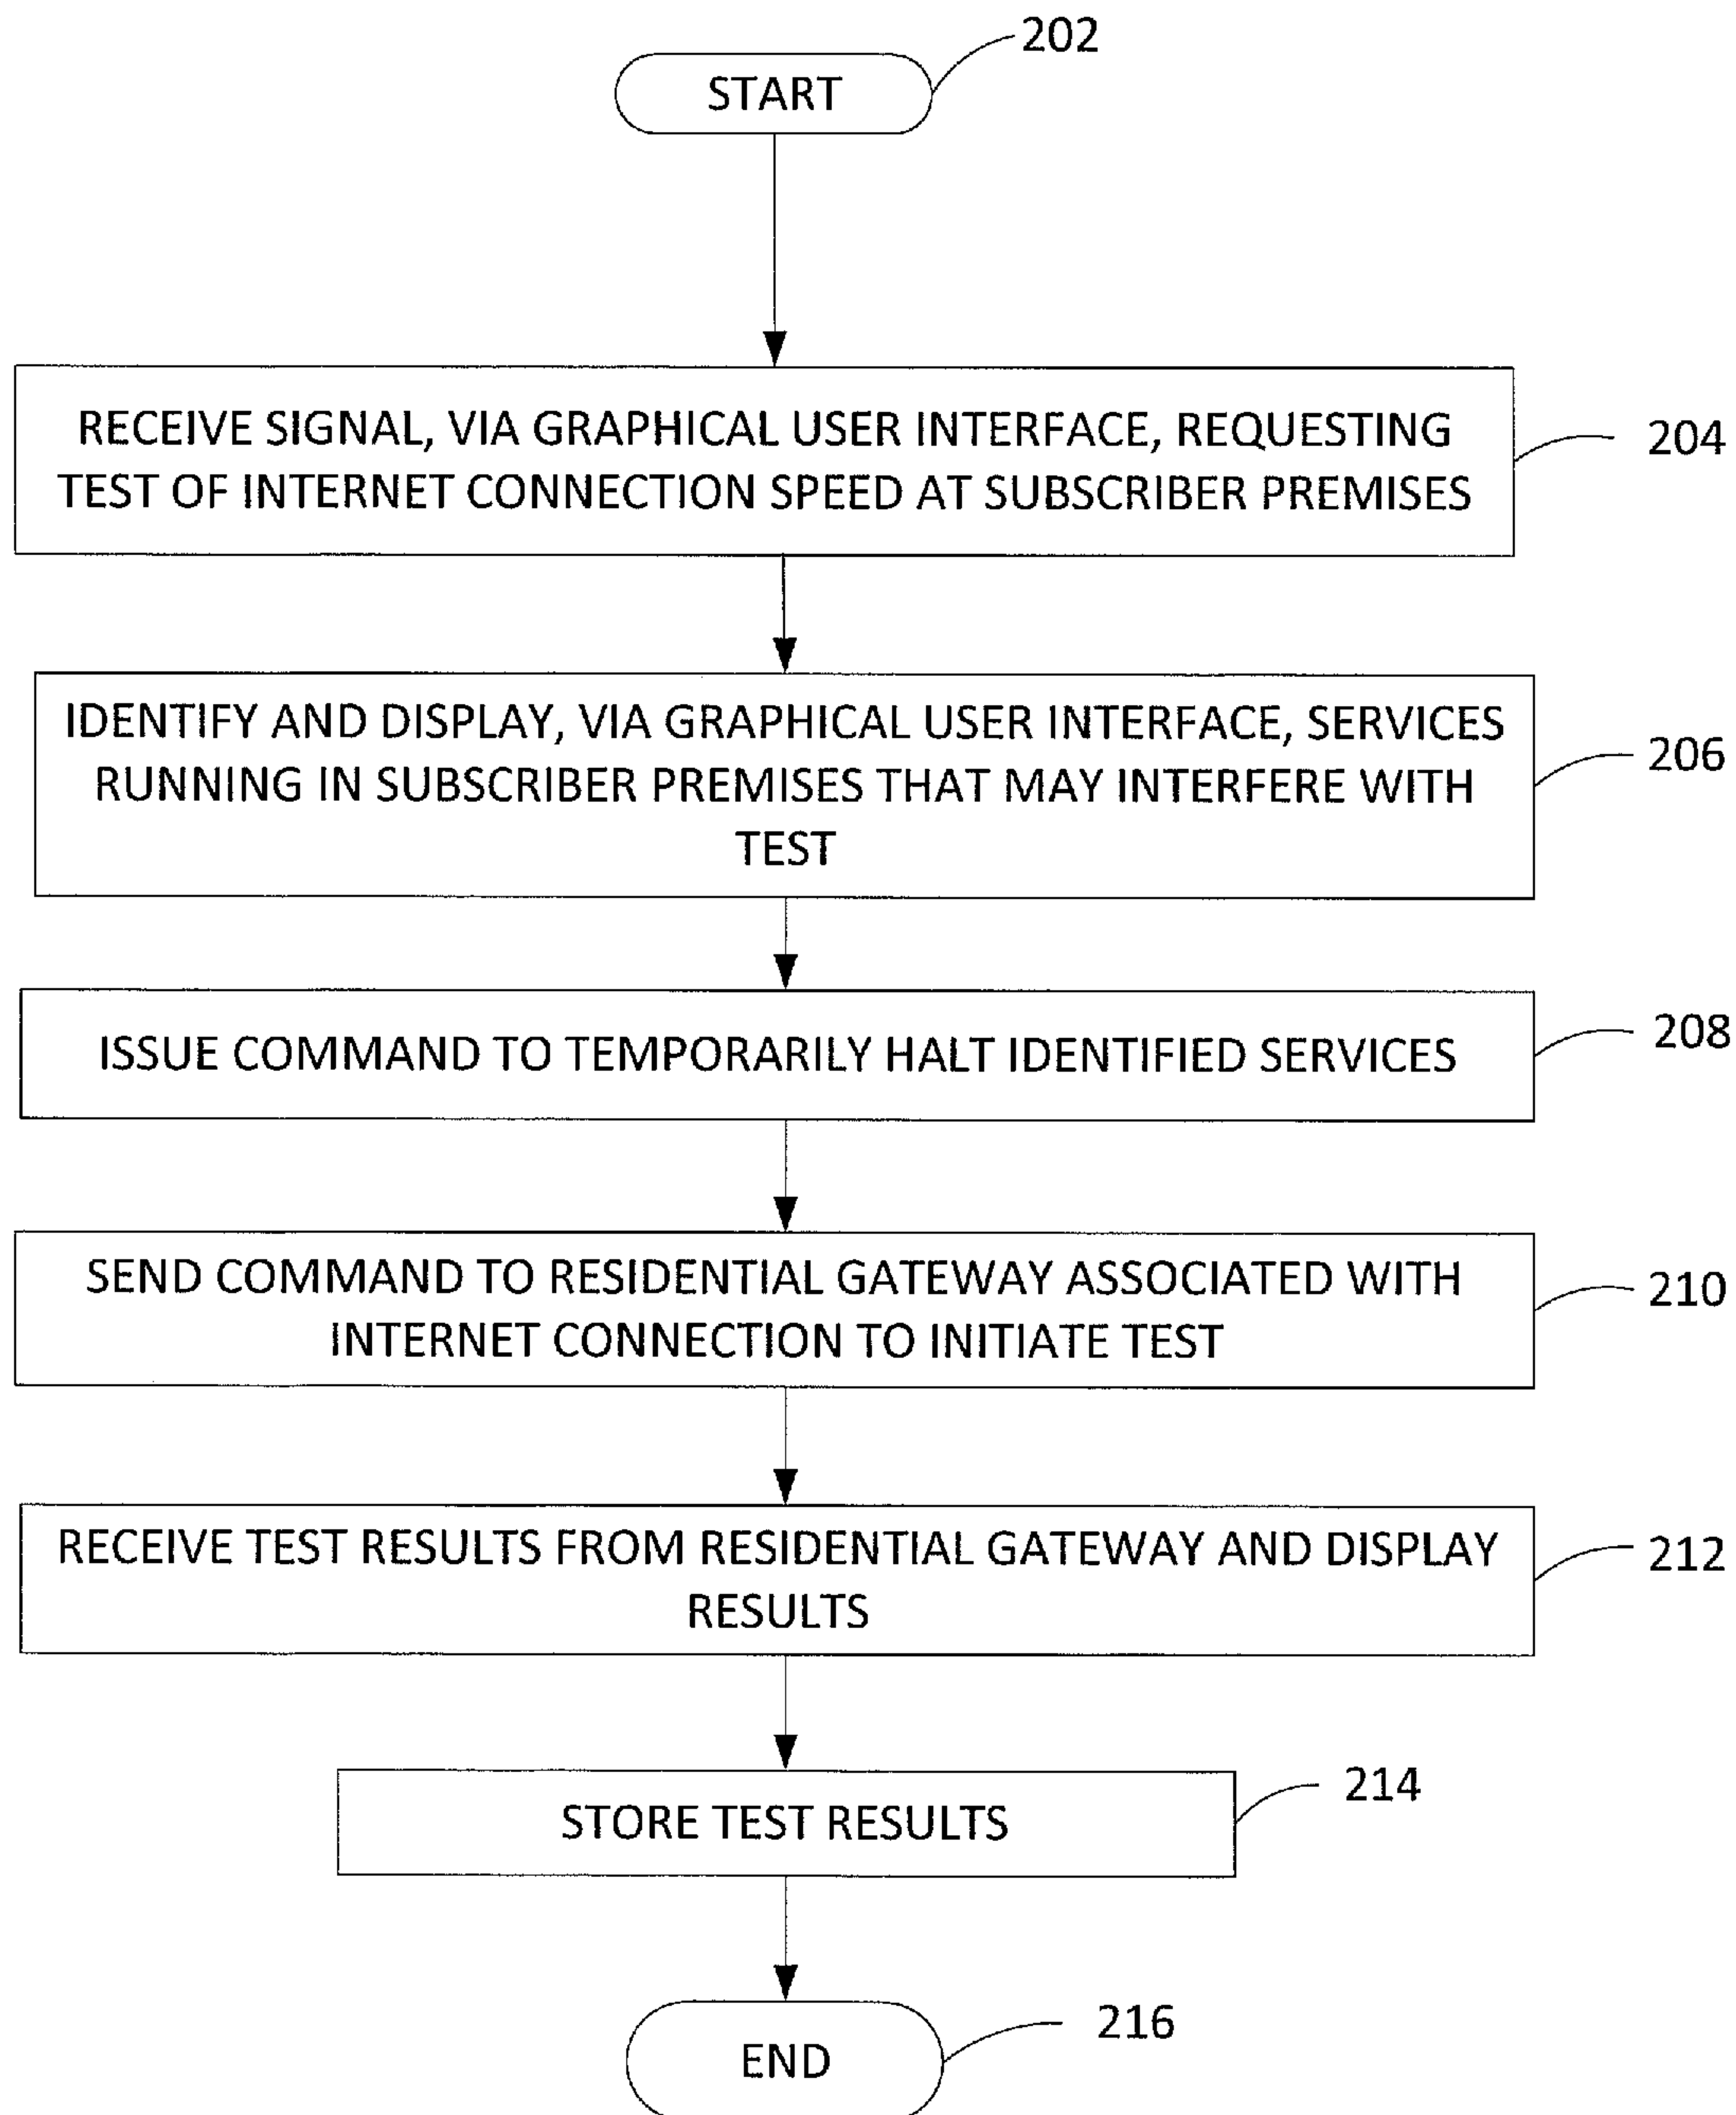 202
START
RECEIVE SIGNAL, VIA GRAPHICAL USER INTERFACE, REQUESTING
TEST OF INTERNET CONNECTION SPEED AT SUBSCRIBER PREMISES
204
IDENTIFY AND DISPLAY, VIA GRAPHICAL USER INTERFACE, SERVICES
RUNNING IN SUBSCRIBER PREMISES THAT MAY INTERFERE WITH
TEST
206
ISSUE COMMAND TO TEMPORARILY HALT IDENTIFIED SERVICES
208
SEND COMMAND TO RESIDENTIAL GATEWAY ASSOCIATED WITH
INTERNET CONNECTION TO INITIATE TEST
210
RECEIVE TEST RESULTS FROM RESIDENTIAL GATEWAY AND DISPLAY
RESULTS
212
STORE TEST RESULTS
214
END
216